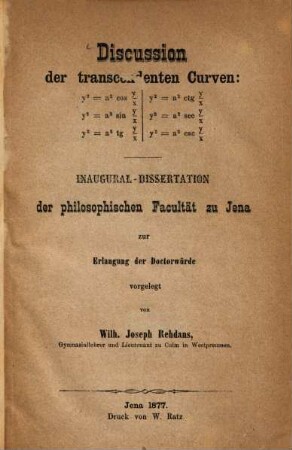 Discussion
der transcendenten Curven:
y² = a² cos y/x | y² = a² ctg y/x
y² = a² sin y/x | y² = a² sec y/x
y² = a² tg y/x | y² = a² csc y/x
INAUGURAL-DISSERTATION
der philosophischen Facultät zu Jena
zur
Erlangung der Doctorwürde
vorgelegt
von
Wilh. Joseph Rehdans,
Gymnasiallehrer und Lieutenant zu Culm in Westpreussen.
Jena 1877.
Druck von W. Ratz